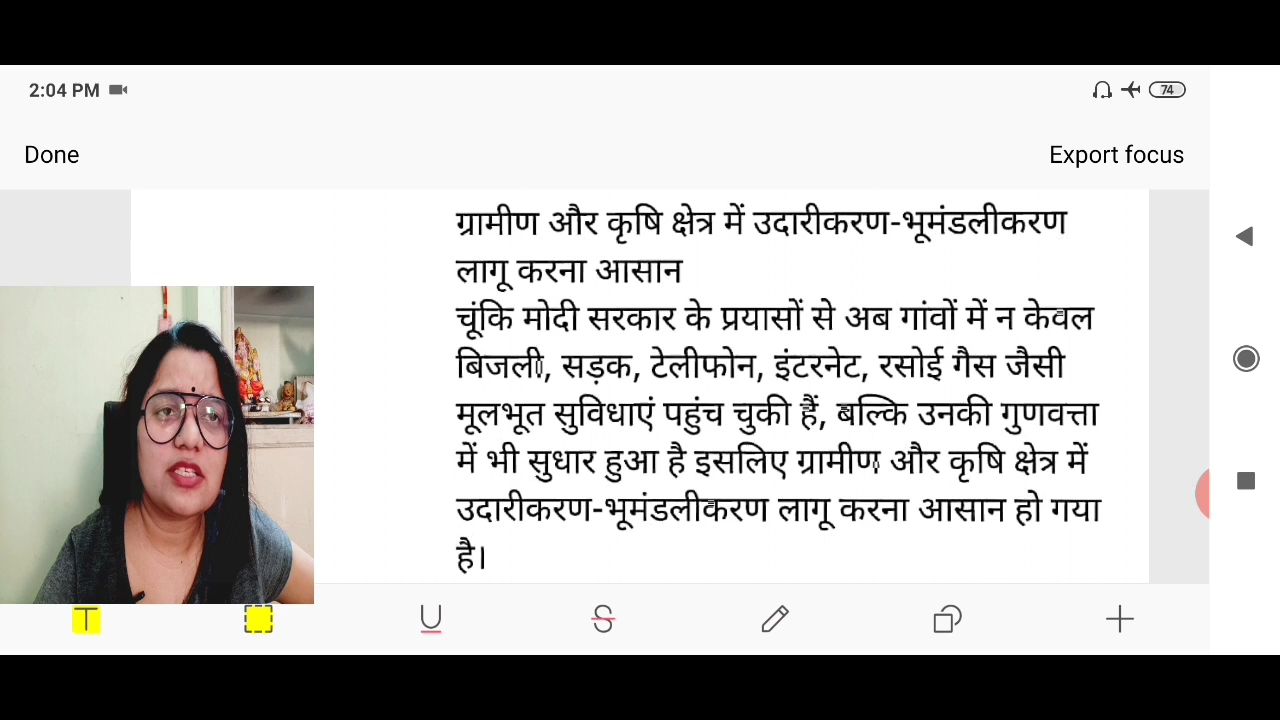 2:04 PM
74
Done
Export focus
ग्रामीण और कृषि क्षेत्र में उदारीकरण-भूमंडलीकरण
लागू करना आसान
चूंकि मोदी सरकार के प्रयासों से अब गांवों में न केवल
बिजली, सड़क, टेलीफोन, इंटरनेट, रसोई गैस जैसी
मूलभूत सुविधाएं पहुंच चुकी हैं, बल्कि उनकी गुणवत्ता
में भी सुधार हुआ है इसलिए ग्रामीण और कृषि क्षेत्र में
उदारीकरण-भूमंडलीकरण लागू करना आसान हो गया
है।
T
U
S